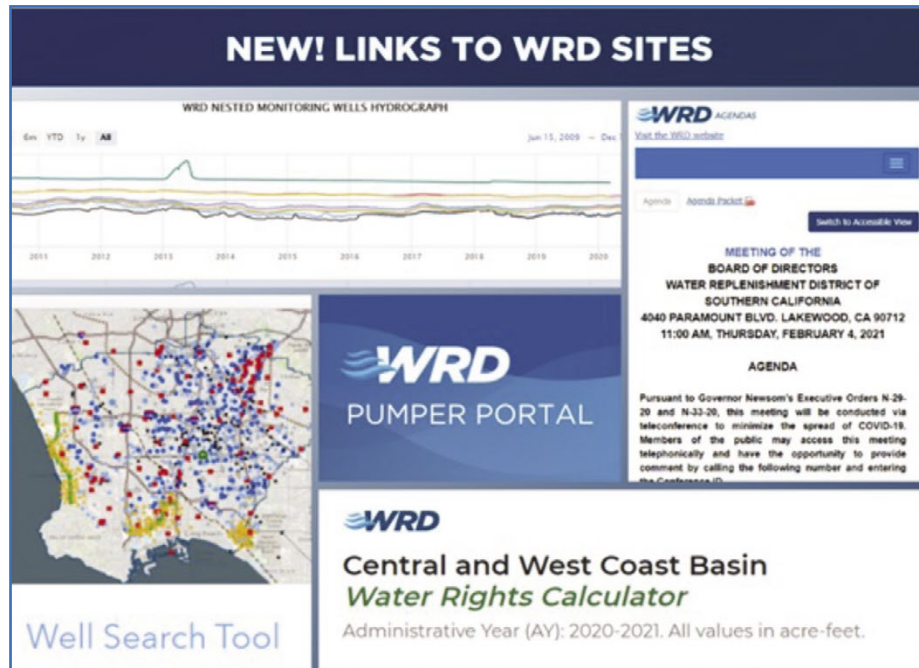 NEW! LINKS TO WRD SITES
WRD NESTED MONITORING WELLS HYDROGRAPH
6m YTD 1y All
Jun 15, 2009 ~ Dec
2011 2012 2013 2014 2015 2016 2017 2018 2019 2020
WRD AGENDAS
Visit the WRD website
Agenda Agenda Packet
Switch to Accessible View
MEETING OF THE
BOARD OF DIRECTORS
WATER REPLENISHMENT DISTRICT OF
SOUTHERN CALIFORNIA
4040 PARAMOUNT BLVD. LAKEWOOD, CA 90712
11:00 AM, THURSDAY, FEBRUARY 4, 2021
AGENDA
Pursuant to Governor Newsom's Executive Orders N-29-
20 and N-33-20, this meeting will be conducted via
teleconference to minimize the spread of COVID-19.
Members of the public may access this meeting
telephonically and have the opportunity to provide
comment by calling the following number and entering
the Conference ID
Long Beach
Well Search Tool
WRD
PUMPER PORTAL
WRD
Central and West Coast Basin
Water Rights Calculator
Administrative Year (AY): 2020-2021. All values in acre-feet.